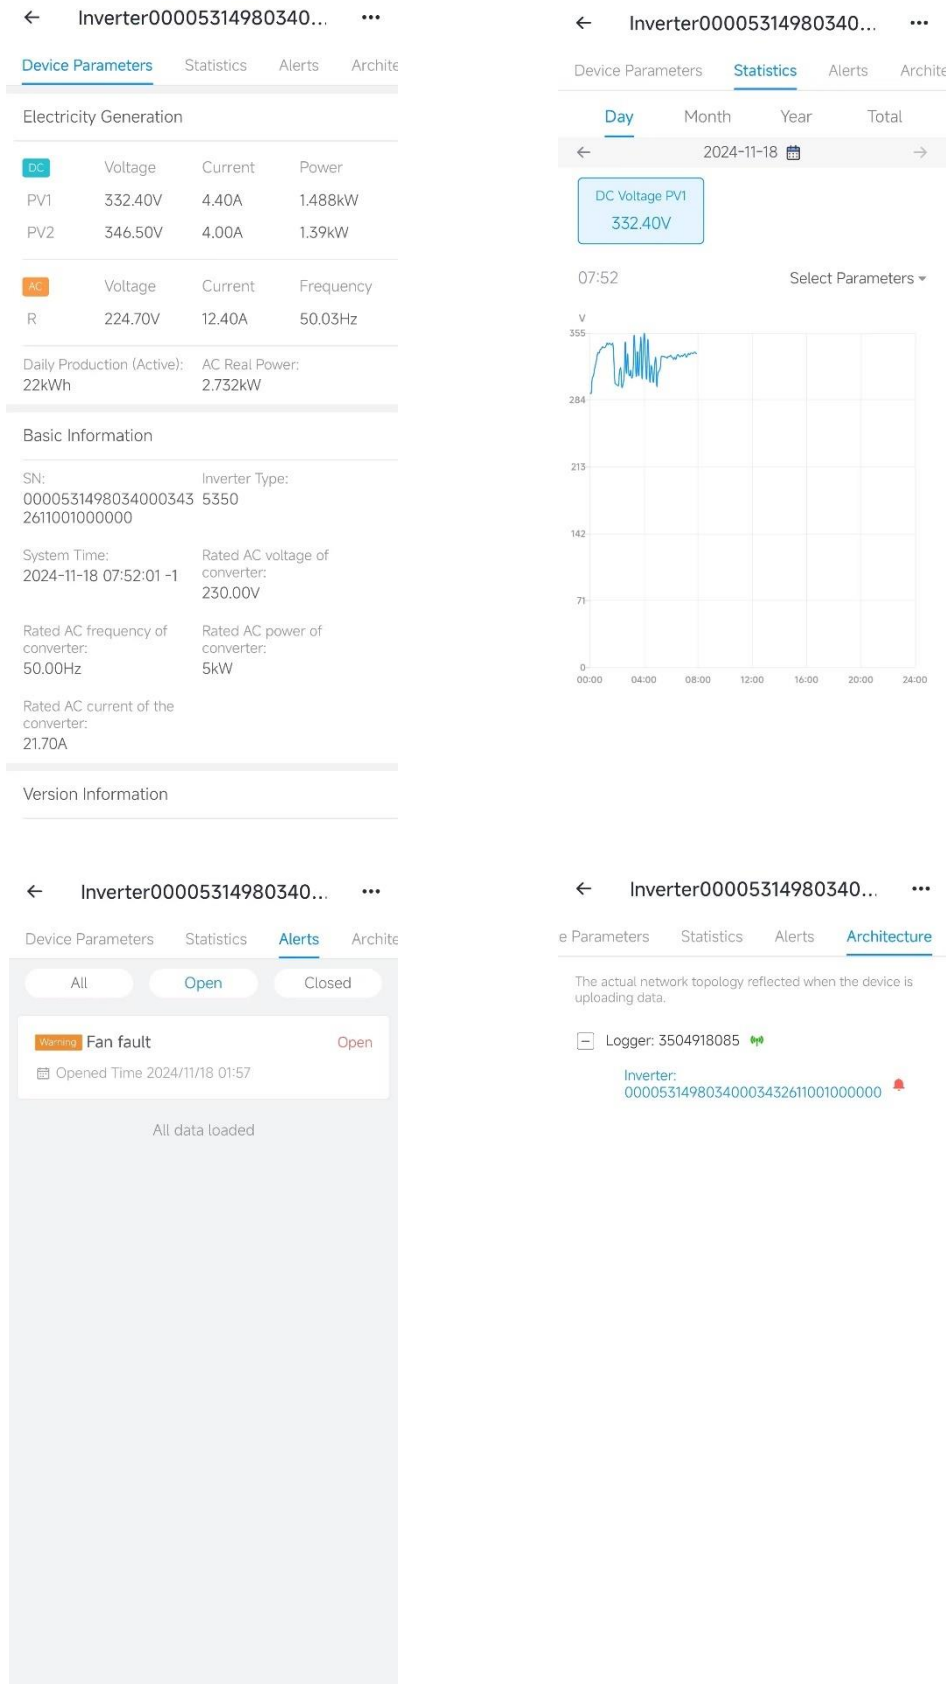 Inverter00005314980340...
Device Parameters Statistics Alerts Archite
Electricity Generation
DC Voltage Current Power
PV1 332.40V 4.40A 1.488kW
PV2 346.50V 4.00A 1.39kW
AC Voltage Current Frequency
R 224.70V 12.40A 50.03Hz
Daily Production (Active): AC Real Power:
22kWh 2.732kW
Basic Information
SN: Inverter Type:
0000531498034000343 5350
2611001000000
System Time: Rated AC voltage of
2024-11-18 07:52:01 -1 converter:
230.00V
Rated AC frequency of Rated AC power of
converter: converter:
50.00Hz 5kW
Rated AC current of the
converter:
21.70A
Version Information
Inverter00005314980340...
Device Parameters Statistics Alerts Archite
Day Month Year Total
2024-11-18
DC Voltage PV1
332.40V
07:52 Select Parameters
V
355
284
213
142
71
0
00:00 04:00 08:00 12:00 16:00 20:00 24:00
Inverter00005314980340...
Device Parameters Statistics Alerts Archite
All Open Closed
Warning Fan fault Open
Opened Time 2024/11/18 01:57
All data loaded
Inverter00005314980340...
e Parameters Statistics Alerts Architecture
The actual network topology reflected when the device is
uploading data.
Logger: 3504918085
Inverter:
00005314980340003432611001000000